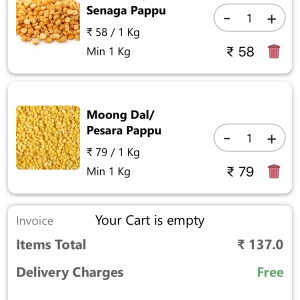 Senaga Pappu
₹ 58 / 1 Kg
- 1 +
Min 1 Kg
₹ 58
Moong Dal/
Pesara Pappu
- 1 +
₹ 79 / 1 Kg
Min 1 Kg
₹ 79
Invoice
Your Cart is empty
Items Total ₹ 137.0
Delivery Charges Free